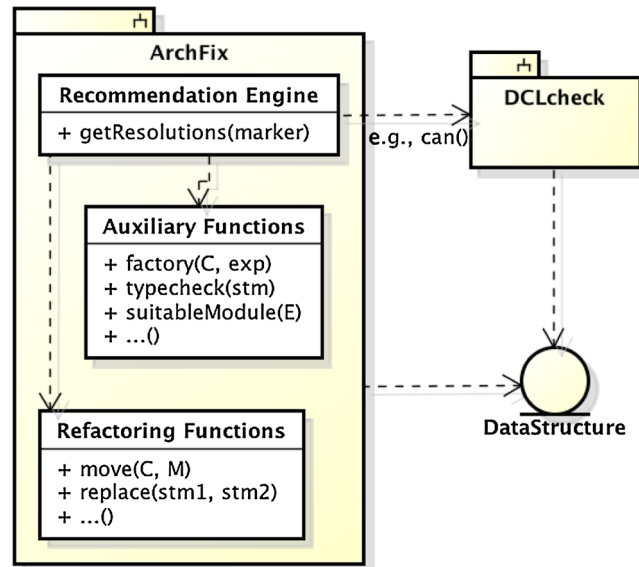 ArchFix
Recommendation Engine
+ getResolutions(marker)
e.g., can()
DCLcheck
Auxiliary Functions
+ factory(C, exp)
+ typecheck(stm)
+ suitableModule(E)
+ ...()
DataStructure
Refactoring Functions
+ move(C, M)
+ replace(stm1, stm2)
+ ...()